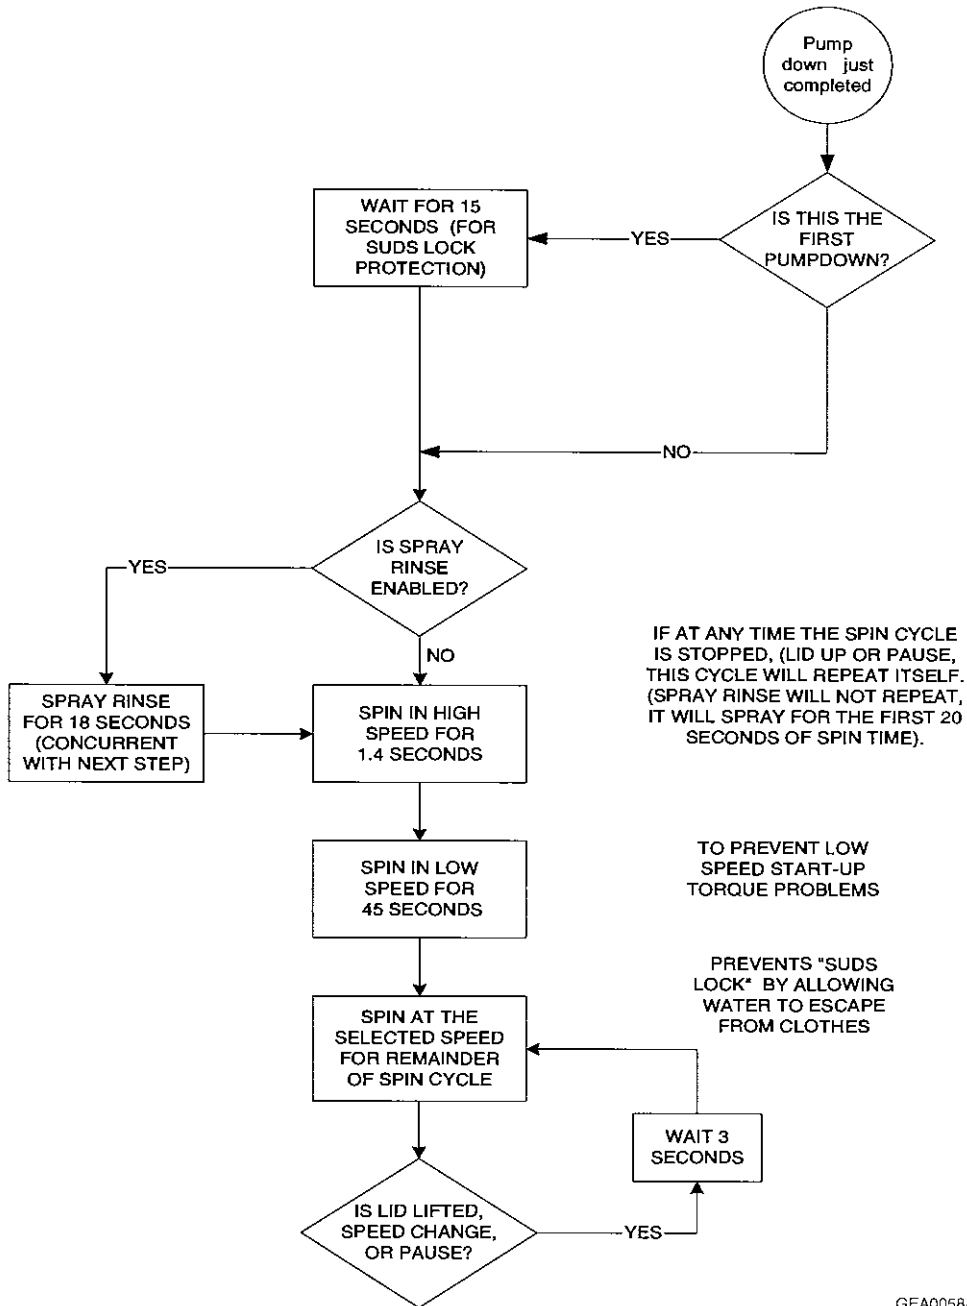 Pump
down just
completed
IS THIS THE
FIRST
PUMPDOWN?
YES
WAIT FOR 15
SECONDS (FOR
SUDS LOCK
PROTECTION)
NO
IS SPRAY
RINSE
ENABLED?
YES
NO
SPRAY RINSE
FOR 18 SECONDS
(CONCURRENT
WITH NEXT STEP)
SPIN IN HIGH
SPEED FOR
1.4 SECONDS
IF AT ANY TIME THE SPIN CYCLE
IS STOPPED, (LID UP OR PAUSE,
THIS CYCLE WILL REPEAT ITSELF.
(SPRAY RINSE WILL NOT REPEAT,
IT WILL SPRAY FOR THE FIRST 20
SECONDS OF SPIN TIME).
SPIN IN LOW
SPEED FOR
45 SECONDS
TO PREVENT LOW
SPEED START-UP
TORQUE PROBLEMS
SPIN AT THE
SELECTED SPEED
FOR REMAINDER
OF SPIN CYCLE
PREVENTS "SUDS
LOCK" BY ALLOWING
WATER TO ESCAPE
FROM CLOTHES
WAIT 3
SECONDS
IS LID LIFTED,
SPEED CHANGE,
OR PAUSE?
YES